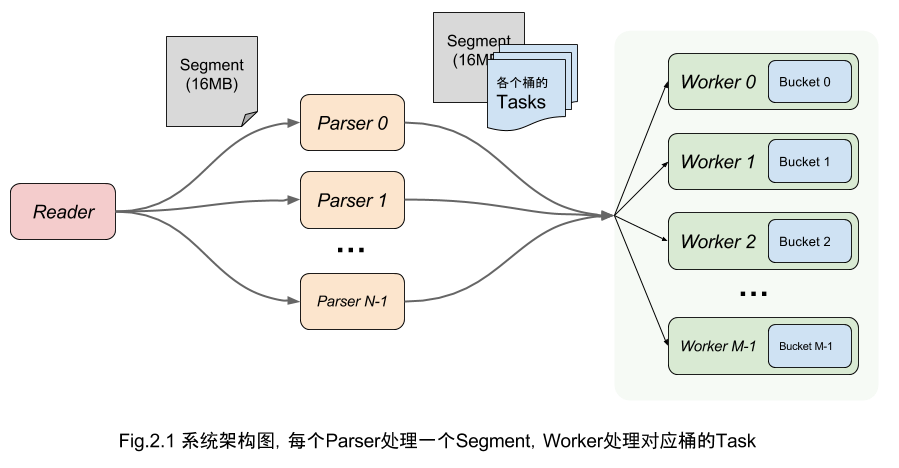 Segment
(16MB)
Segment
(16M
各个桶的
Tasks
Reader
Parser 0
Parser 1
...
Parser N-1
Worker 0
Bucket 0
Worker 1
Bucket 1
Worker 2
Bucket 2
...
Worker M-1
Bucket M-1
Fig.2.1 系统架构图, 每个Parser处理一个Segment, Worker处理对应桶的Task